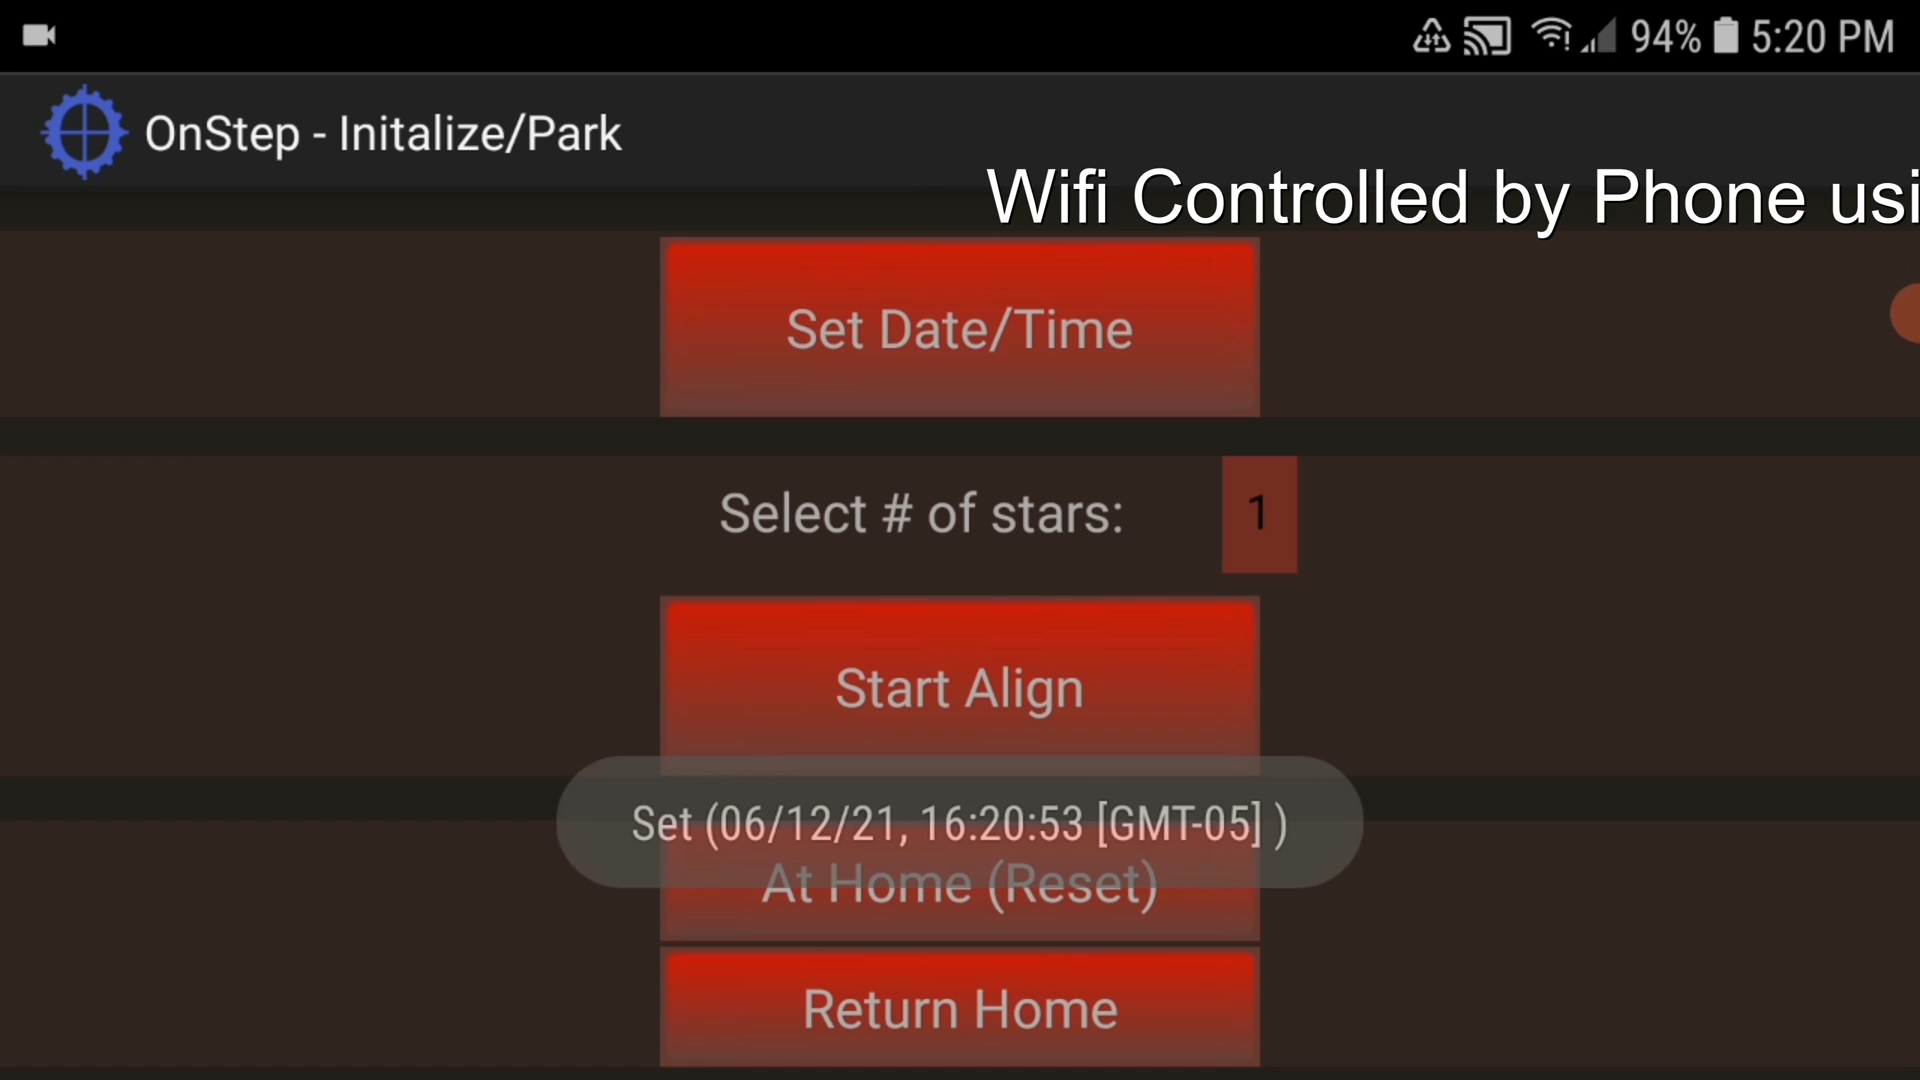 94% 5:20 PM
OnStep - Initalize/Park
Wifi Controlled by Phone usi
Set Date/Time
Select # of stars: 1
Start Align
Set (06/12/21, 16:20:53 [GMT-05] )
At Home (Reset)
Return Home